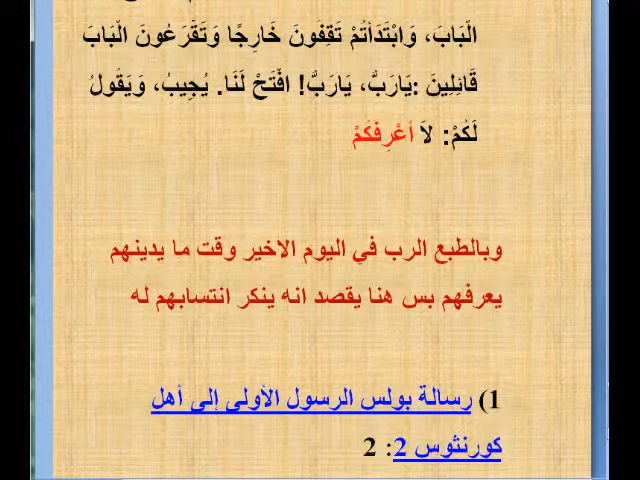 الْبَابَ، وَابْتَدَأْتُمْ تَقِفُونَ خَارِجًا وَتَقْرَعُونَ الْبَابَ
قَائِلِينَ :يَارَبُّ، يَارَبُّ! افْتَحْ لَنَا. يُجِيبُ، وَيَقُولُ
لَكُمْ: لاَ أَعْرِفُكُمْ
وبالطبع الرب في اليوم الاخير وقت ما يدينهم
يعرفهم بس هنا يقصد انه ينكر انتسابهم له
1) رسالة بولس الرسول الأولى إلى أهل
كورنثوس 2: 2